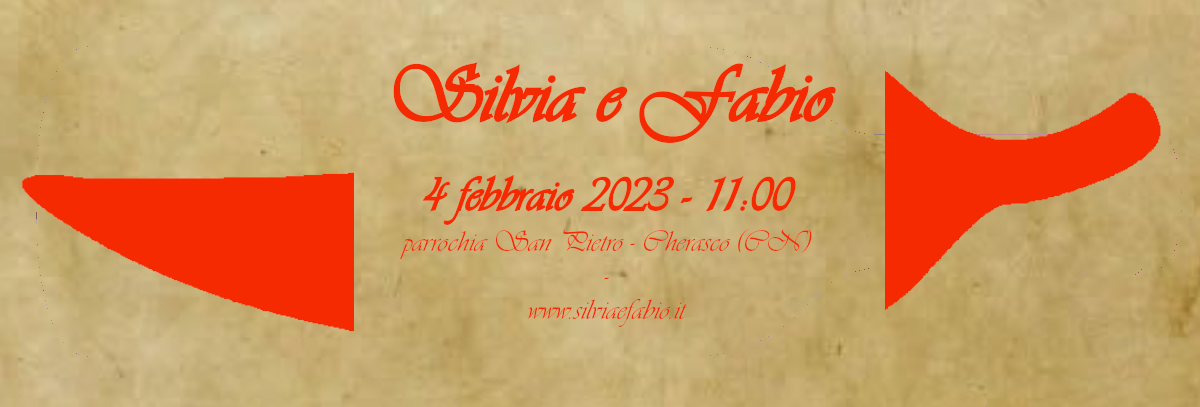 Silvia e Fabio
4 febbraio 2023 - 11:00
parrochia San Pietro - Cherasco (CN)
-
www.silviaefabio.it